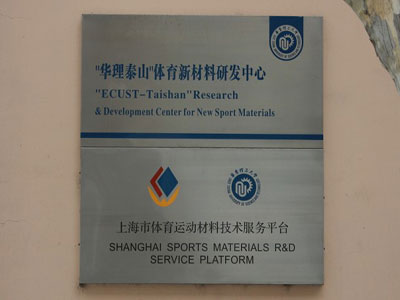 "华理泰山"体育新材料研发中心
"ECUST-Taishan"Research
& Development Center for New Sport Materials
上海市体育运动材料技术服务平台
SHANGHAI SPORTS MATERIALS R&D
SERVICE PLATFORM